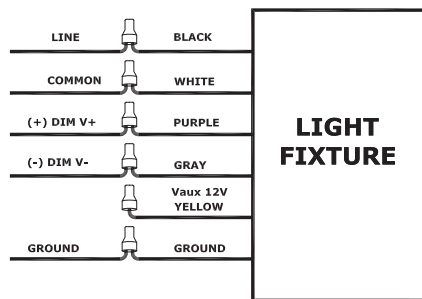 LINE BLACK
COMMON WHITE
(+) DIM V+ PURPLE
(-) DIM V- GRAY
Vaux 12V
YELLOW
GROUND GROUND
LIGHT
FIXTURE